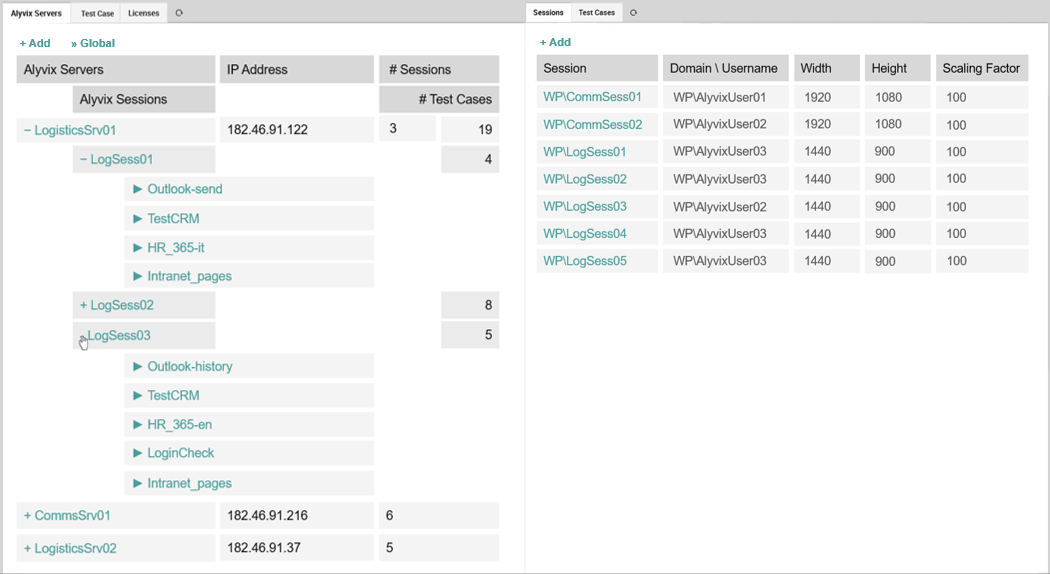 Alyvix Servers Test Case Licenses
+ Add » Global
Alyvix Servers IP Address # Sessions
Alyvix Sessions # Test Cases
− LogisticsSrv01 182.46.91.122 3 19
− LogSess01 4
▶ Outlook-send
▶ TestCRM
▶ HR_365-it
▶ Intranet_pages
+ LogSess02 8
LogSess03 5
▶ Outlook-history
▶ TestCRM
▶ HR_365-en
▶ LoginCheck
▶ Intranet_pages
+ CommsSrv01 182.46.91.216 6
+ LogisticsSrv02 182.46.91.37 5
Sessions Test Cases
+ Add
Session Domain \ Username Width Height Scaling Factor
WP\CommSess01 WP\AlyvixUser01 1920 1080 100
WP\CommSess02 WP\AlyvixUser02 1920 1080 100
WP\LogSess01 WP\AlyvixUser03 1440 900 100
WP\LogSess02 WP\AlyvixUser03 1440 900 100
WP\LogSess03 WP\AlyvixUser02 1440 900 100
WP\LogSess04 WP\AlyvixUser03 1440 900 100
WP\LogSess05 WP\AlyvixUser03 1440 900 100